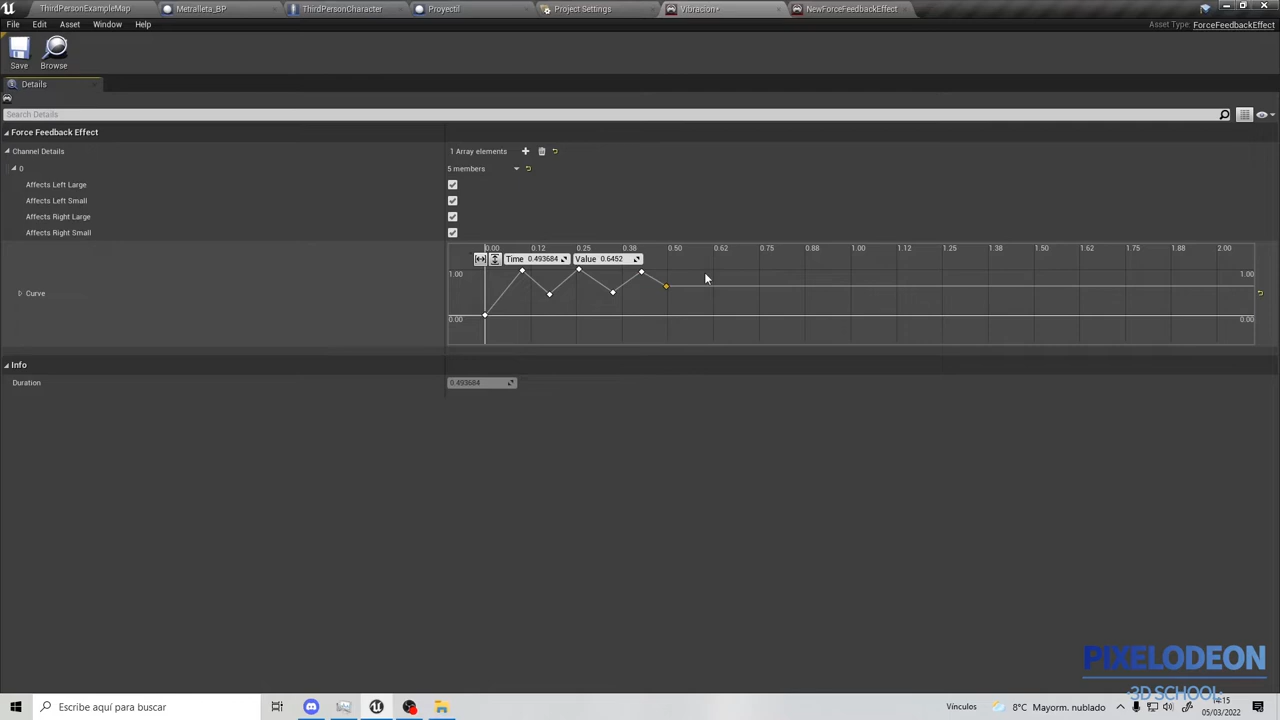 ThirdPersonExampleMap
Metralleta_BP
ThirdPersonCharacter
Proyectil
Project Settings
Vibracion*
NewForceFeedbackEffect
File Edit Asset Window Help
Asset Type: ForceFeedbackEffect
Save Browse
Details
Search Details
Force Feedback Effect
Channel Details 1 Array elements
0 5 members
Affects Left Large
Affects Left Small
Affects Right Large
Affects Right Small
0.00 0.12 0.25 0.38 0.50 0.62 0.75 0.88 1.00 1.12 1.25 1.38 1.50 1.62 1.75 1.88 2.00
Time 0.493684 Value 0.6452
1.00 1.00
Curve
0.00 0.00
Info
Duration 0.493684
PIXELODEON
3D SCHOOL
Escribe aquí para buscar
Vínculos
8°C Mayorm. nublado
14:15
05/03/2022